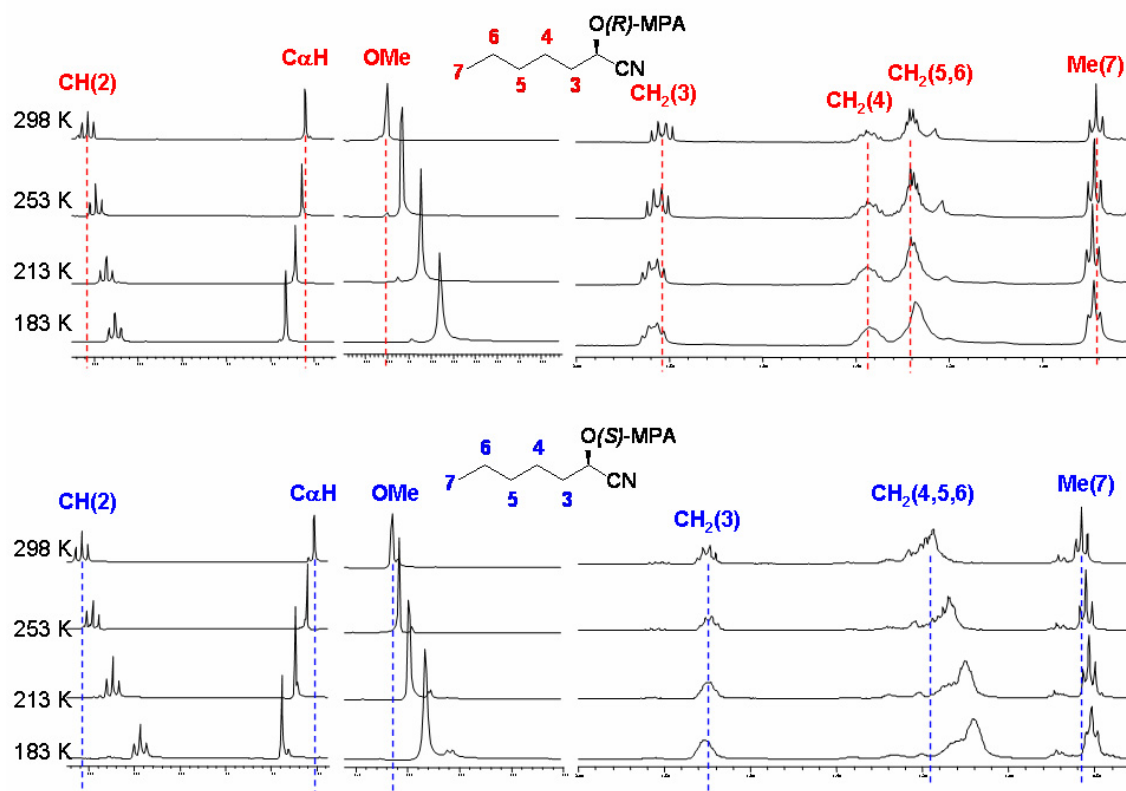 O(R)-MPA
6
4
7
5
3
CN
CH(2)
CαH
OMe
CH₂(3)
CH₂(4)
CH₂(5,6)
Me(7)
298 K
253 K
213 K
183 K
O(S)-MPA
6
4
7
5
3
CN
CH(2)
CαH
OMe
CH₂(3)
CH₂(4,5,6)
Me(7)
298 K
253 K
213 K
183 K